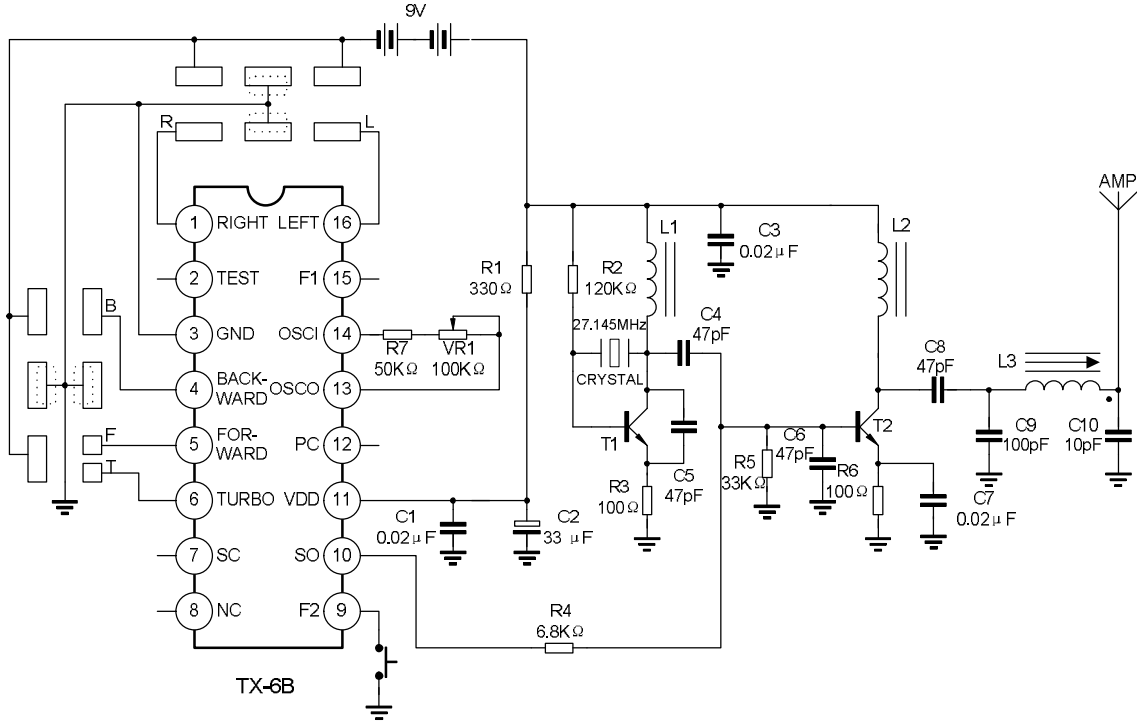 9V
R
L
1 RIGHT LEFT 16
2 TEST F1 15
3 GND OSCI 14
4 BACK-
WARD OSCO 13
5 FOR-
WARD PC 12
6 TURBO VDD 11
7 SC SO 10
8 NC F2 9
TX-6B
B
F
T
R7
50KΩ
VR1
100KΩ
R1
330Ω
R2
120KΩ
L1
C3
0.02μF
L2
27.145MHz
CRYSTAL
C4
47pF
T1
C5
47pF
R3
100Ω
C1
0.02μF
C2
33 μF
R4
6.8KΩ
R5
33KΩ
C6
47pF
R6
100Ω
T2
C7
0.02μF
C8
47pF
L3
C9
100pF
C10
10pF
AMP